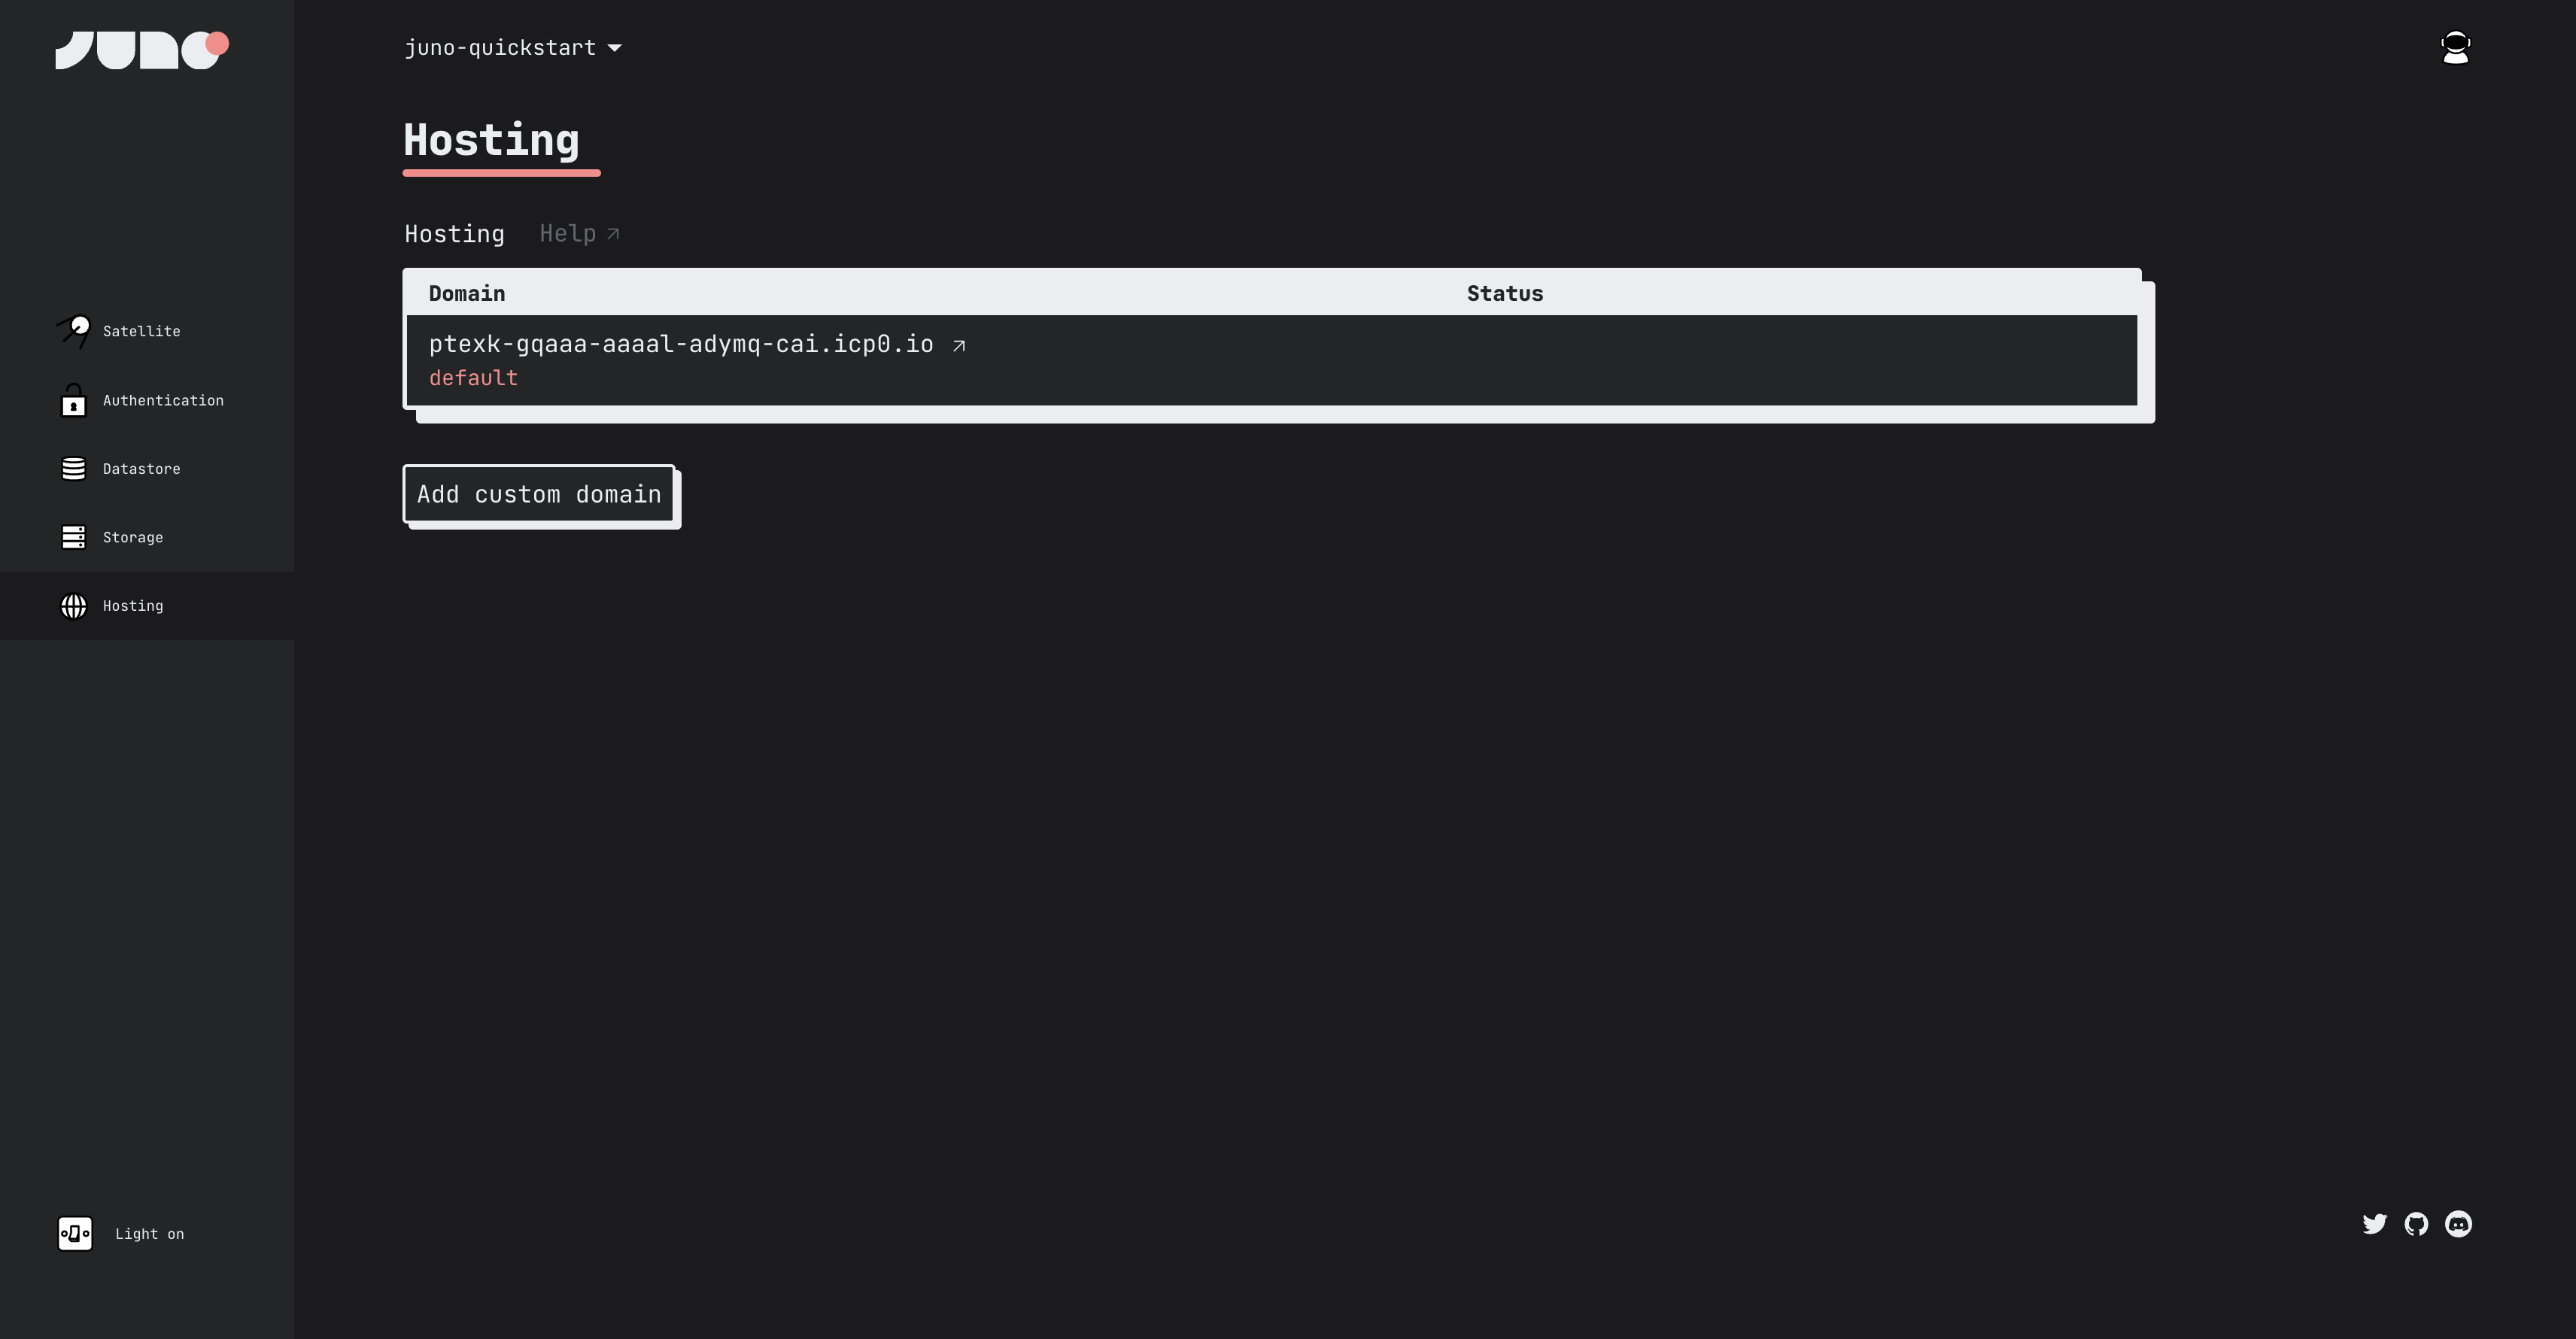 juno
juno-quickstart
Hosting
Hosting Help
Domain Status
ptexk-gqaaa-aaaal-adymq-cai.icp0.io
default
Add custom domain
Satellite
Authentication
Datastore
Storage
Hosting
Light on